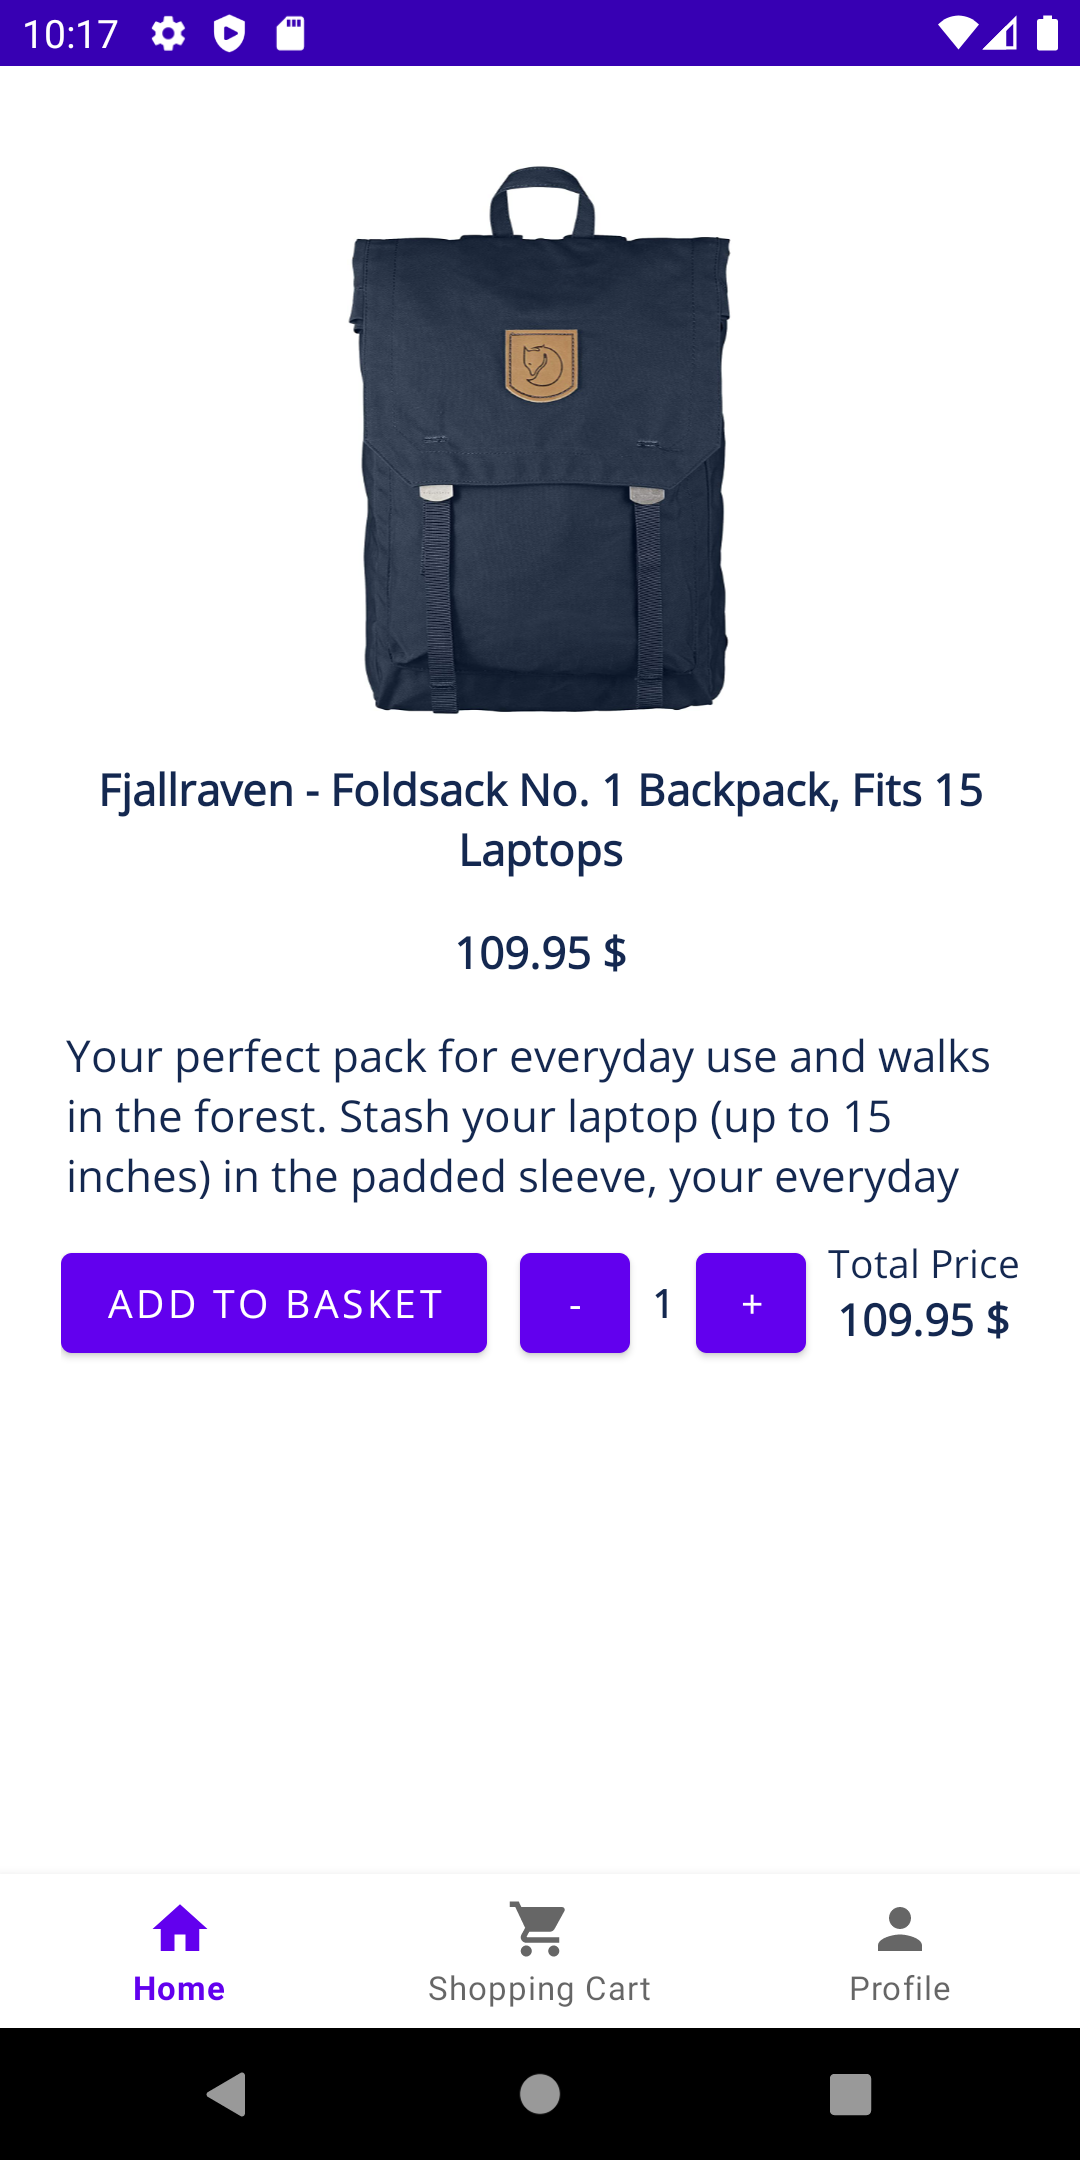 10:17
Fjallraven - Foldsack No. 1 Backpack, Fits 15
Laptops
109.95 $
Your perfect pack for everyday use and walks
in the forest. Stash your laptop (up to 15
inches) in the padded sleeve, your everyday
ADD TO BASKET - 1 + Total Price
109.95 $
Home Shopping Cart Profile